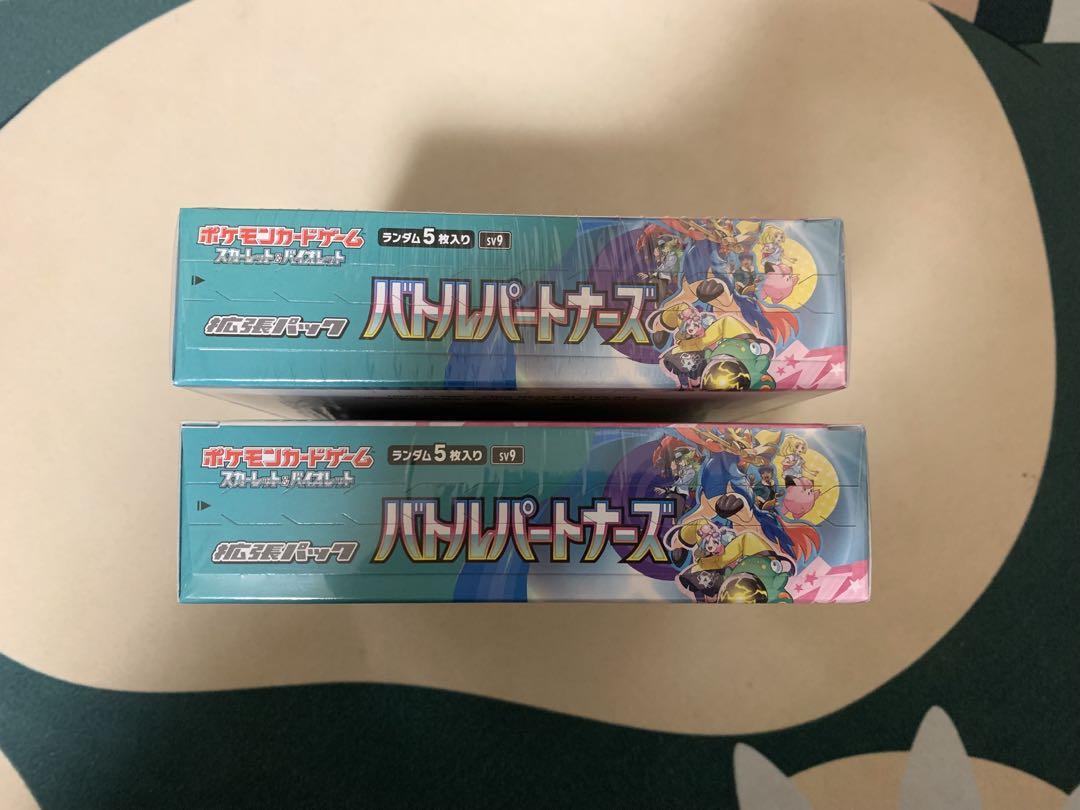 ポケモンカードゲーム
スカーレット&バイオレット
ランダム5枚入り sv9
拡張パック
バトルパートナーズ
ポケモンカードゲーム
スカーレット&バイオレット
ランダム5枚入り sv9
拡張パック
バトルパートナーズ